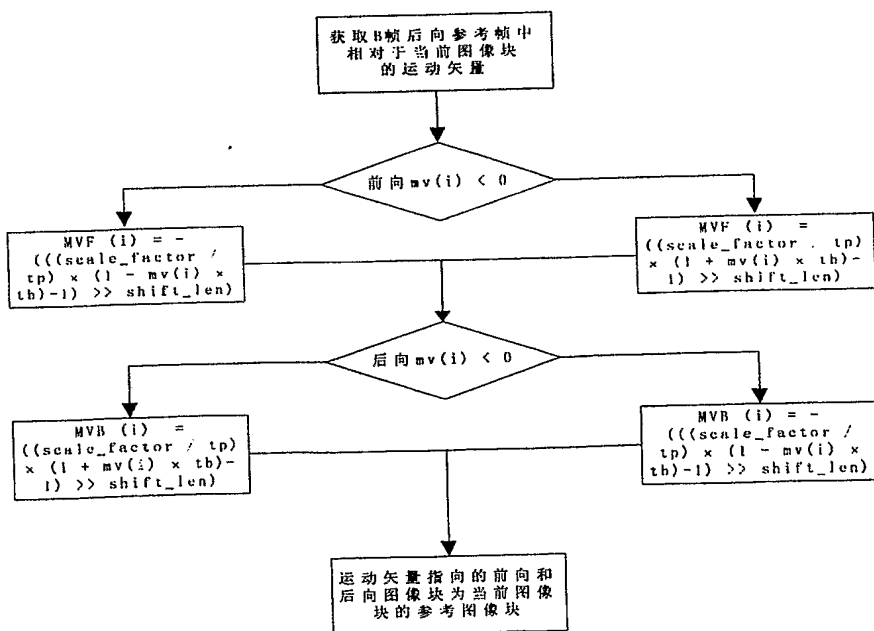 获取B帧后向参考帧中
相对于当前图像块
的运动矢量
前向mv(i) < 0
MVF (i) = -
(((scale_factor /
tp) × (1 - mv(i) ×
tb)-1) >> shift_len)
MVF (i) =
((scale_factor / tp)
× (1 + mv(i) × tb)-
1) >> shift_len)
后向mv(i) < 0
MVB (i) =
((scale_factor / tp)
× (1 + mv(i) × tb)-
1) >> shift_len)
MVB (i) = -
(((scale_factor /
tp) × (1 - mv(i) ×
tb)-1) >> shift_len)
运动矢量指向的前向和
后向图像块为当前图像
块的参考图像块